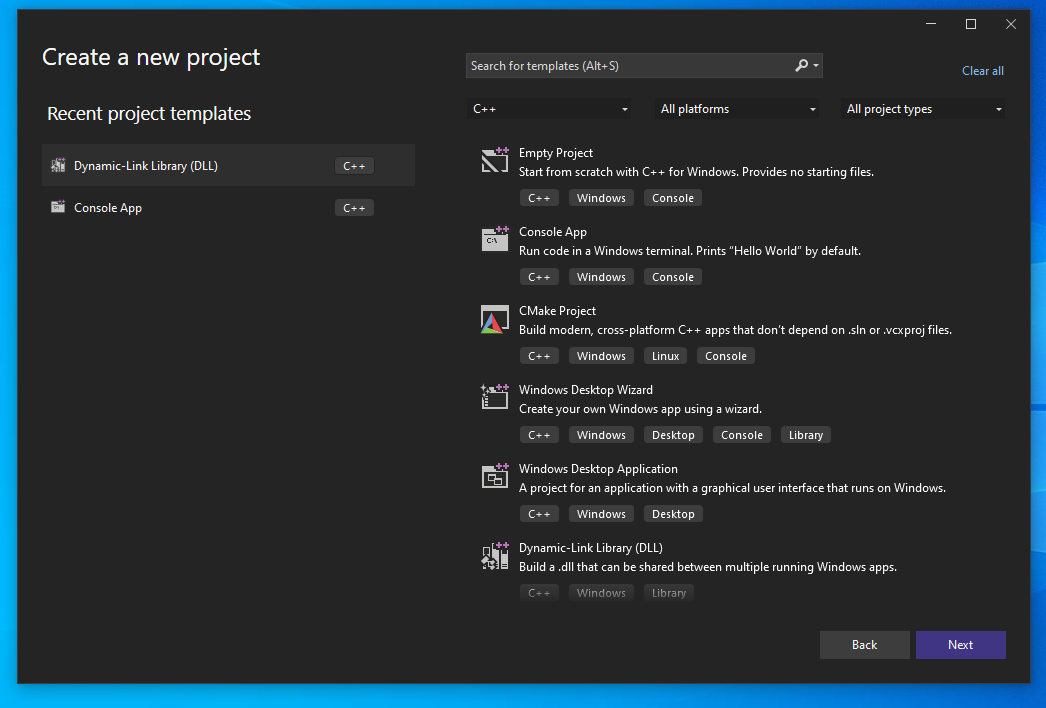 Create a new project
Recent project templates
Dynamic-Link Library (DLL) C++
Console App C++
Search for templates (Alt+S)
Clear all
C++ All platforms All project types
Empty Project
Start from scratch with C++ for Windows. Provides no starting files.
C++ Windows Console
Console App
Run code in a Windows terminal. Prints "Hello World" by default.
C++ Windows Console
CMake Project
Build modern, cross-platform C++ apps that don't depend on .sln or .vcxproj files.
C++ Windows Linux Console
Windows Desktop Wizard
Create your own Windows app using a wizard.
C++ Windows Desktop Console Library
Windows Desktop Application
A project for an application with a graphical user interface that runs on Windows.
C++ Windows Desktop
Dynamic-Link Library (DLL)
Build a .dll that can be shared between multiple running Windows apps.
C++ Windows Library
Back Next